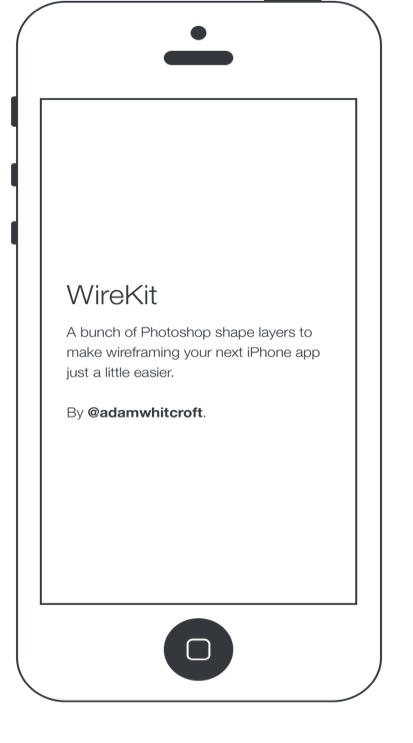 WireKit
A bunch of Photoshop shape layers to
make wireframing your next iPhone app
just a little easier.
By @adamwhitcroft.